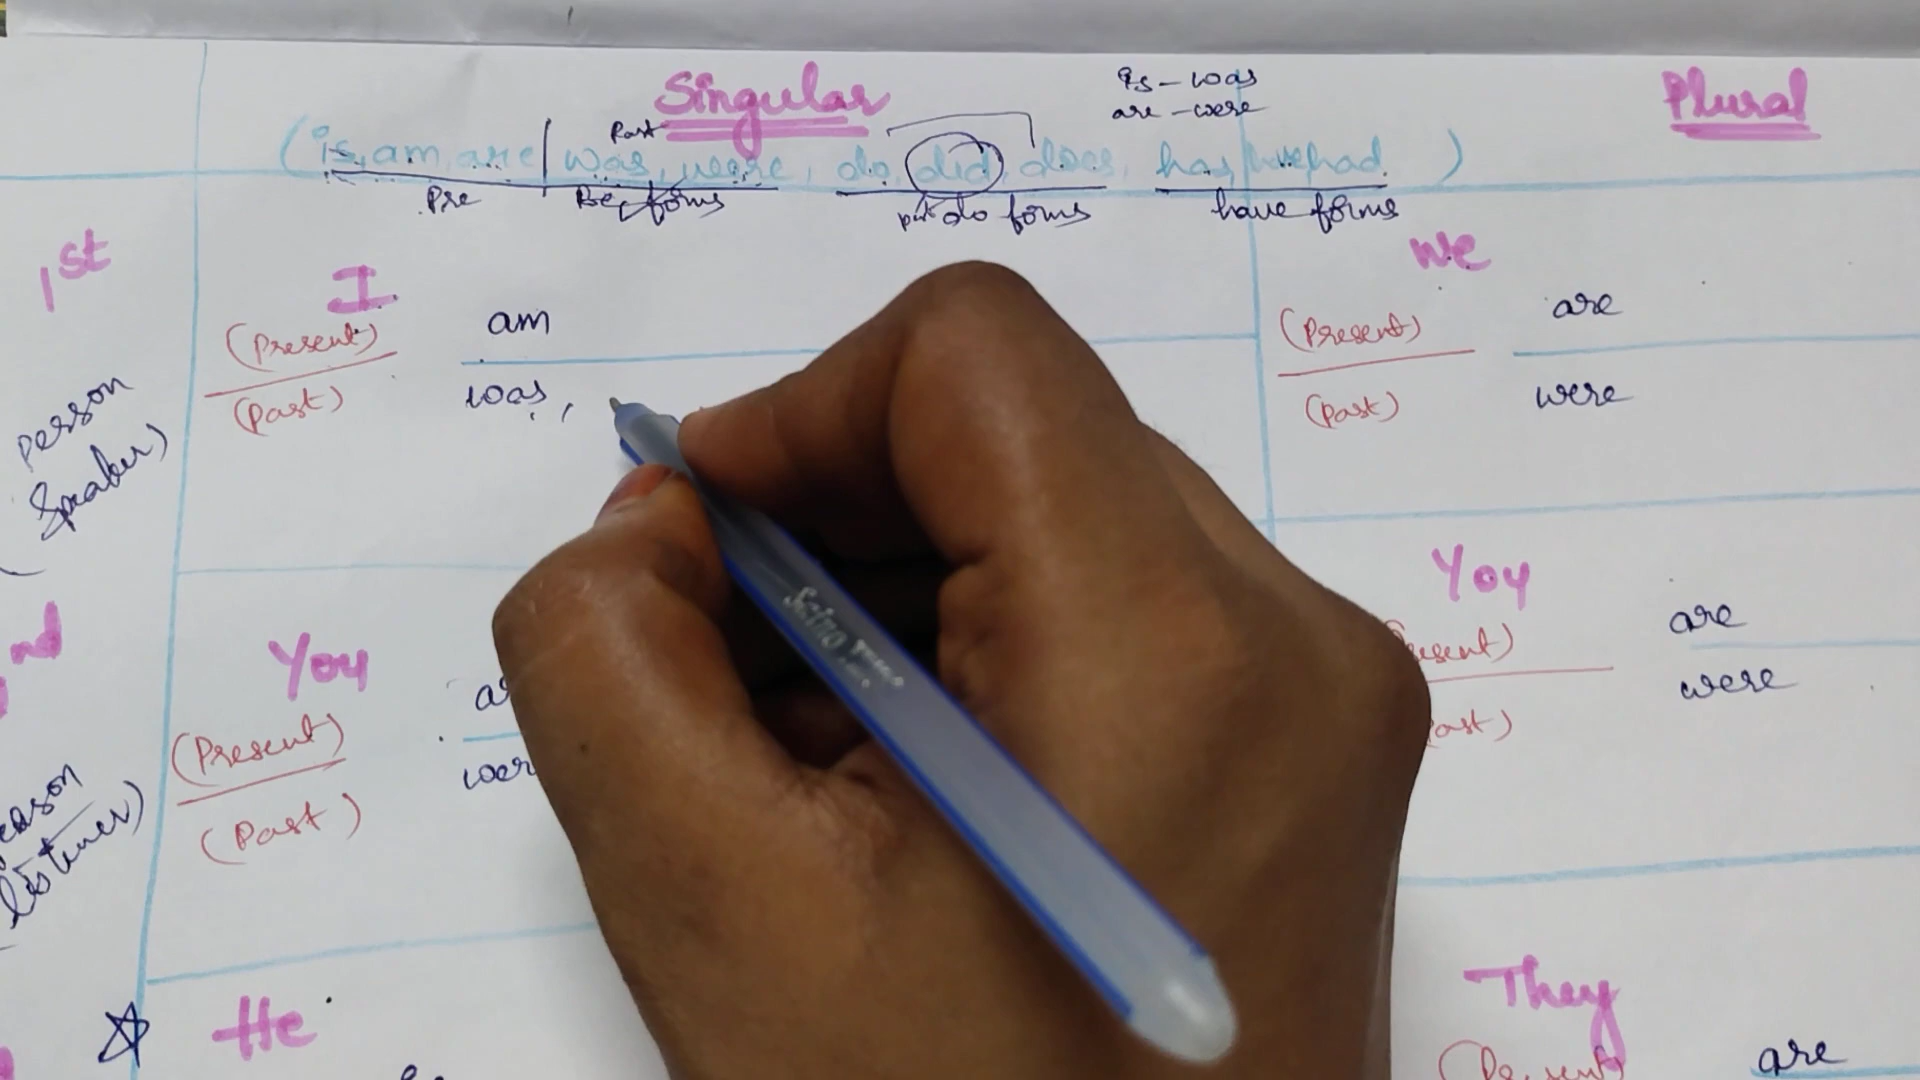 Singular
is - was
are - were
Plural
Past
(is, am, are | was, were, do, did, does, has, have, had)
Pre
Be forms
do forms
have forms
1st
person
Speaker)
I
(Present)
(Past)
am
was,
We
(Present)
(Past)
are
were
nd
listener)
You
(Present)
(Past)
You
(Past)
are
were
He
They
are